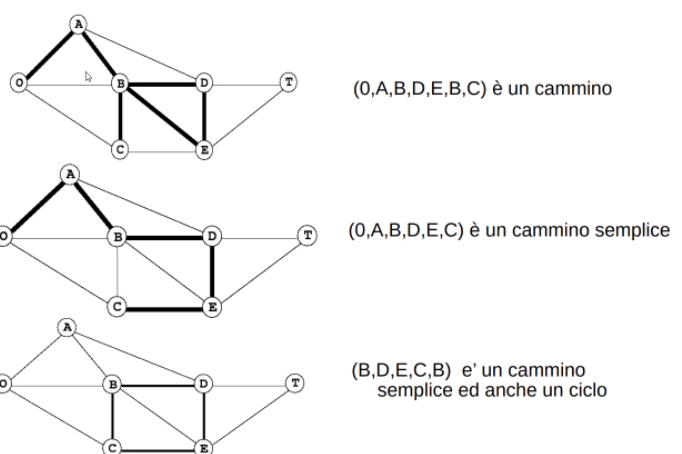 A
O
B
D
T
C
E
(0,A,B,D,E,B,C) è un cammino
A
O
B
D
T
C
E
(0,A,B,D,E,C) è un cammino semplice
A
O
B
D
T
C
E
(B,D,E,C,B) e' un cammino
semplice ed anche un ciclo